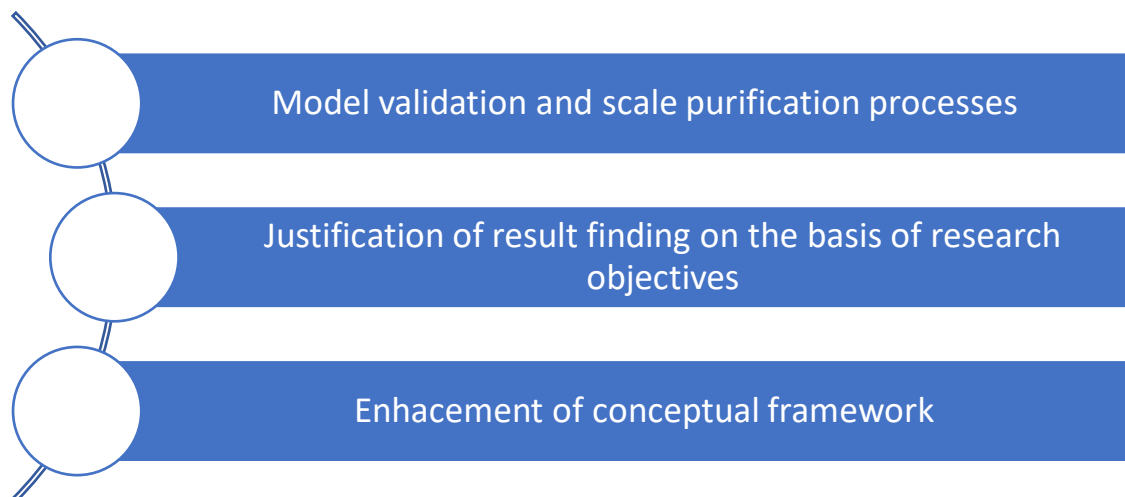 Model validation and scale purification processes
Justification of result finding on the basis of research
objectives
Enhacement of conceptual framework